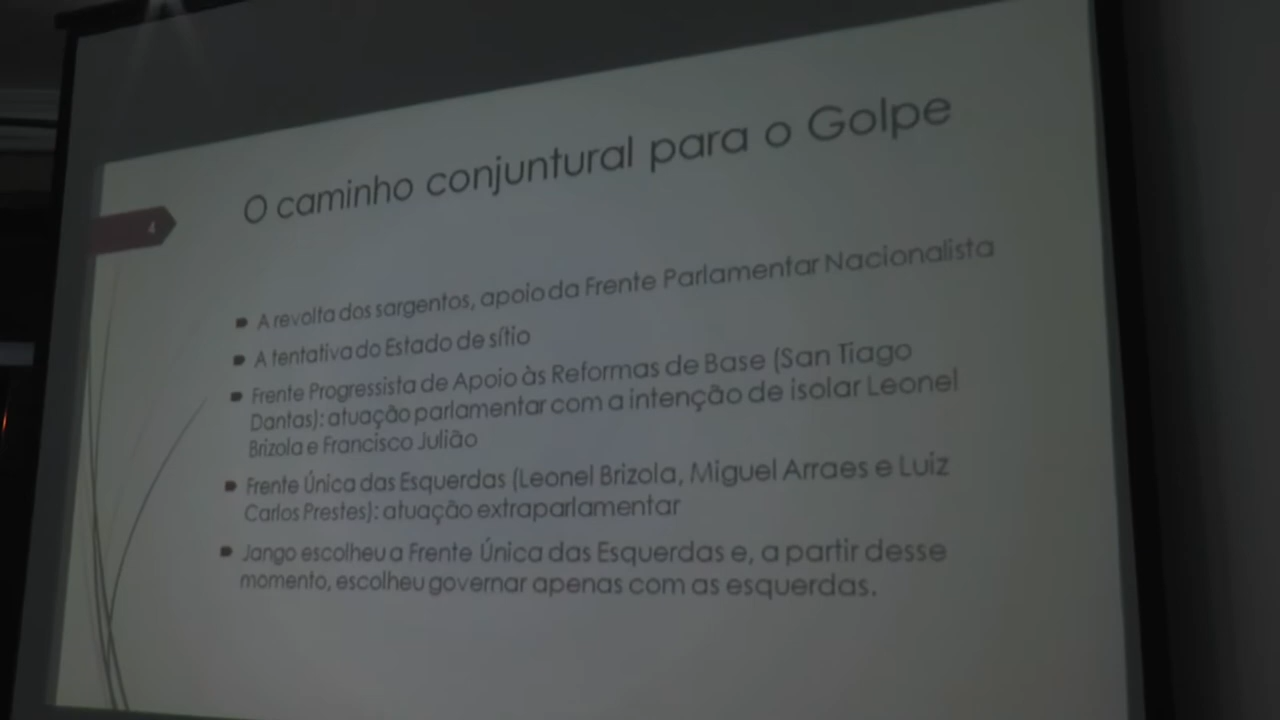 O caminho conjuntural para o Golpe
4
A revolta dos sargentos, apoio da Frente Parlamentar Nacionalista
A tentativa do Estado de sítio
Frente Progressista de Apoio às Reformas de Base (San Tiago
Dantas): atuação parlamentar com a intenção de isolar Leonel
Brizola e Francisco Julião
Frente Única das Esquerdas (Leonel Brizola, Miguel Arraes e Luiz
Carlos Prestes): atuação extraparlamentar
Jango escolheu a Frente Única das Esquerdas e, a partir desse
momento, escolheu governar apenas com as esquerdas.